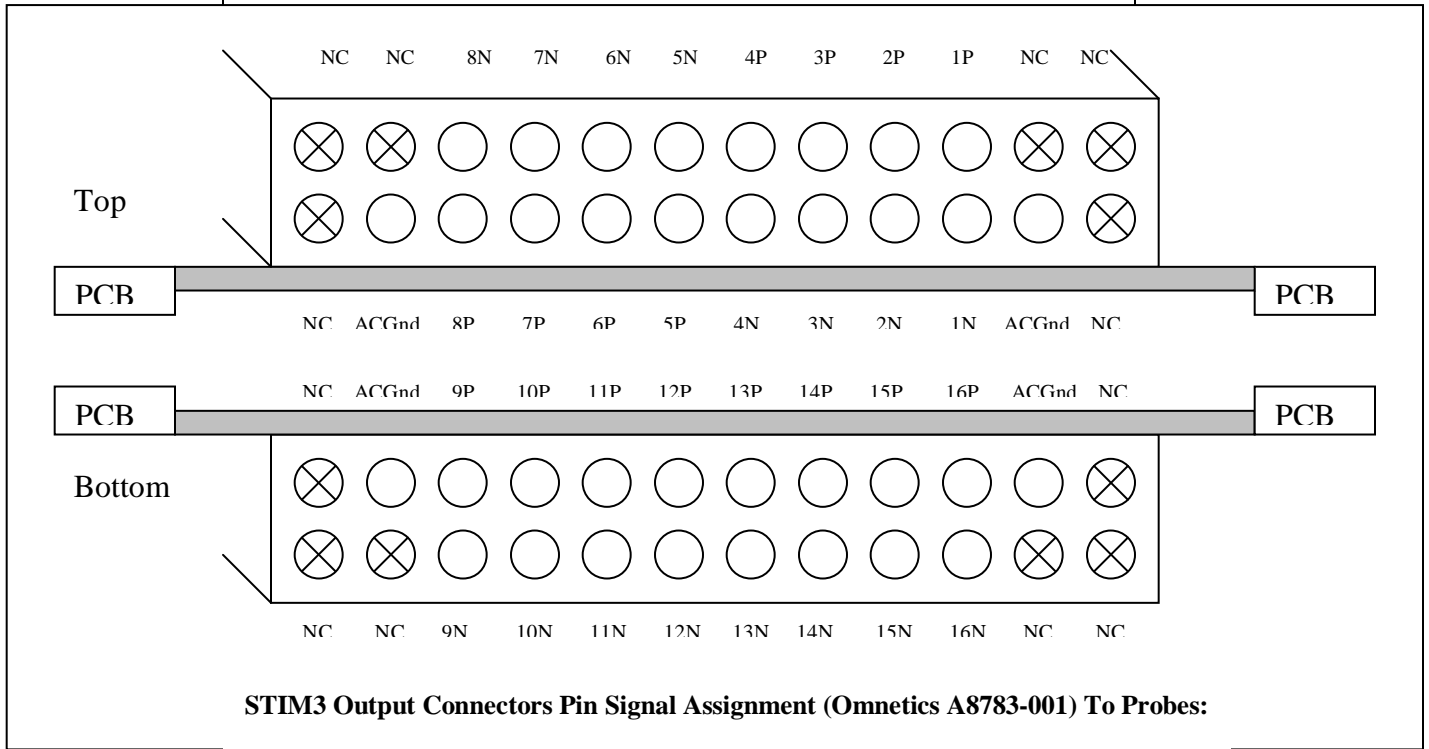 NC NC 8N 7N 6N 5N 4P 3P 2P 1P NC NC
Top
PCB PCB
NC ACGnd 8P 7P 6P 5P 4N 3N 2N 1N ACGnd NC
NC ACGnd 9P 10P 11P 12P 13P 14P 15P 16P ACGnd NC
PCB PCB
Bottom
NC NC 9N 10N 11N 12N 13N 14N 15N 16N NC NC
STIM3 Output Connectors Pin Signal Assignment (Omnetics A8783-001) To Probes: